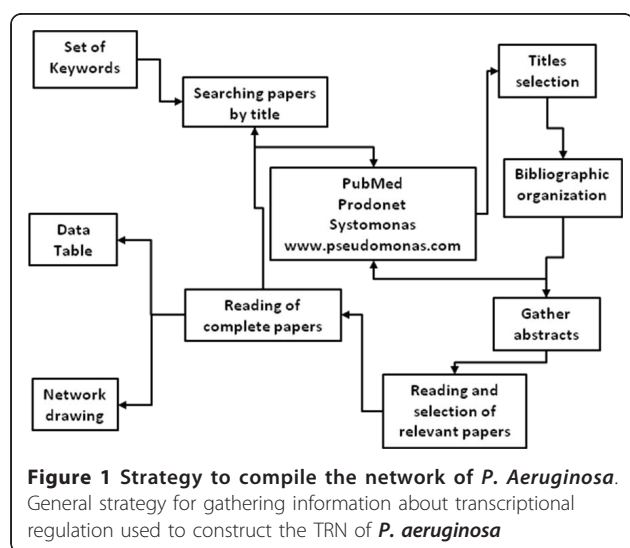 Set of
Keywords
Searching papers
by title
Titles
selection
PubMed
Prodonet
Systomonas
www.pseudomonas.com
Bibliographic
organization
Data
Table
Reading of
complete papers
Gather
abstracts
Network
drawing
Reading and
selection of
relevant papers
Figure 1 Strategy to compile the network of P. Aeruginosa.
General strategy for gathering information about transcriptional
regulation used to construct the TRN of P. aeruginosa